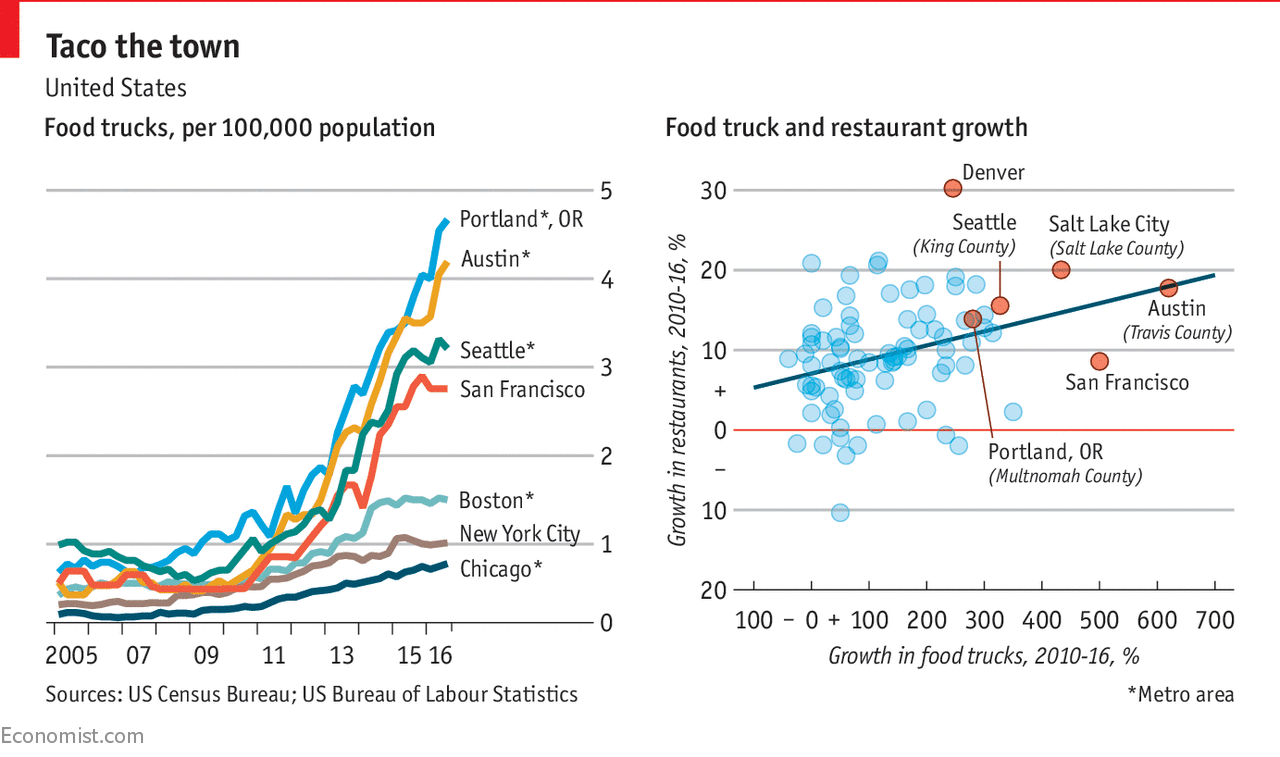 Taco the town
United States
Food trucks, per 100,000 population
5
Portland*, OR
Austin*
4
Seattle*
3
San Francisco
2
Boston*
New York City
1
Chicago*
0
2005 07 09 11 13 15 16
Food truck and restaurant growth
Growth in restaurants, 2010-16, %
30
20
10
+
0
–
10
20
Denver
Seattle
(King County)
Salt Lake City
(Salt Lake County)
Austin
(Travis County)
San Francisco
Portland, OR
(Multnomah County)
100 – 0 + 100 200 300 400 500 600 700
Growth in food trucks, 2010-16, %
Sources: US Census Bureau; US Bureau of Labour Statistics
*Metro area
Economist.com